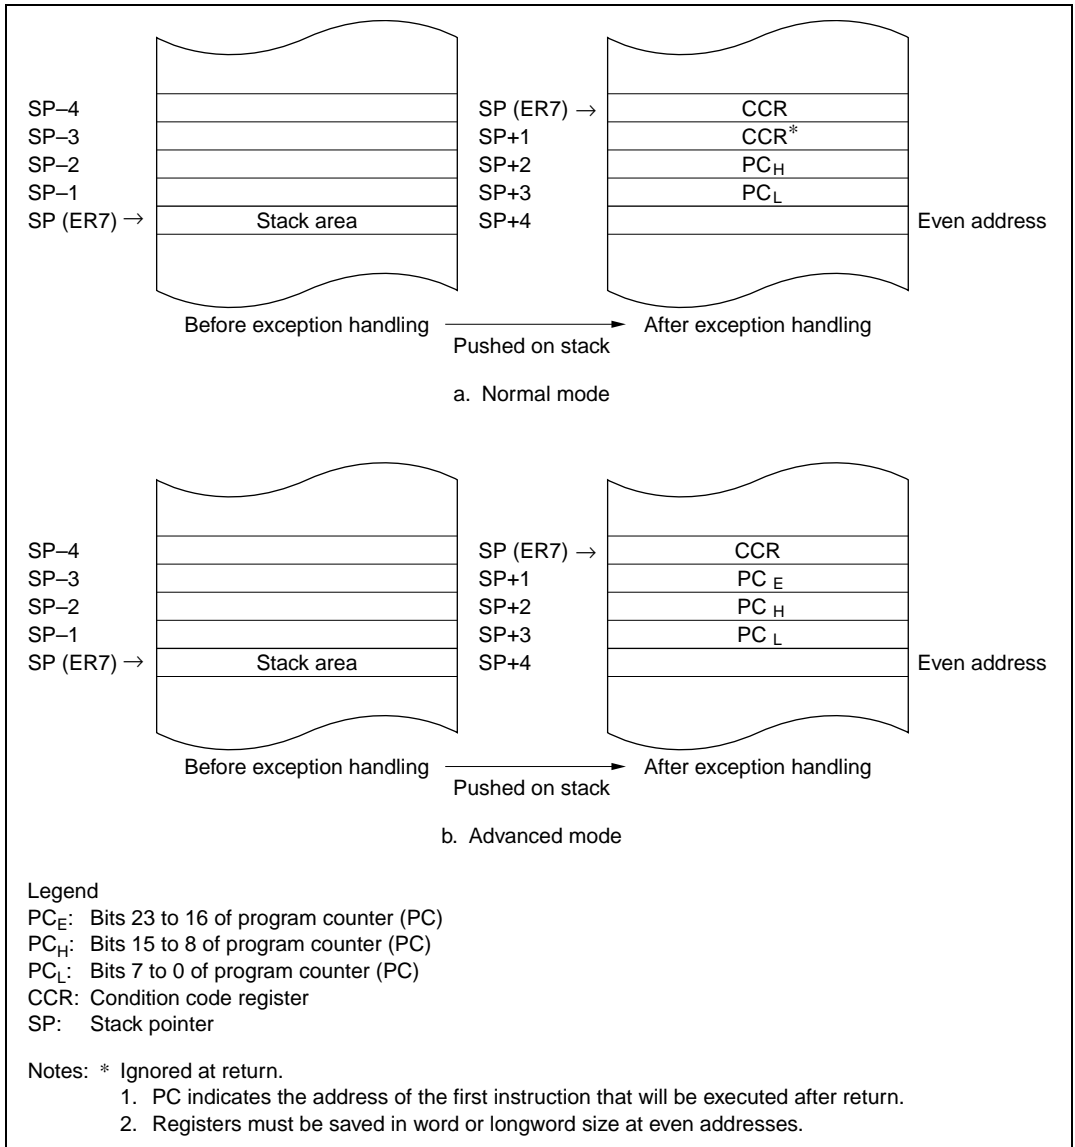 SP–4 SP (ER7) → CCR
SP–3 SP+1 CCR*
SP–2 SP+2 PCH
SP–1 SP+3 PCL
SP (ER7) → Stack area SP+4 Even address
Before exception handling After exception handling
Pushed on stack
a. Normal mode
SP–4 SP (ER7) → CCR
SP–3 SP+1 PC E
SP–2 SP+2 PC H
SP–1 SP+3 PC L
SP (ER7) → Stack area SP+4 Even address
Before exception handling After exception handling
Pushed on stack
b. Advanced mode
Legend
PCE: Bits 23 to 16 of program counter (PC)
PCH: Bits 15 to 8 of program counter (PC)
PCL: Bits 7 to 0 of program counter (PC)
CCR: Condition code register
SP: Stack pointer
Notes: * Ignored at return.
1. PC indicates the address of the first instruction that will be executed after return.
2. Registers must be saved in word or longword size at even addresses.